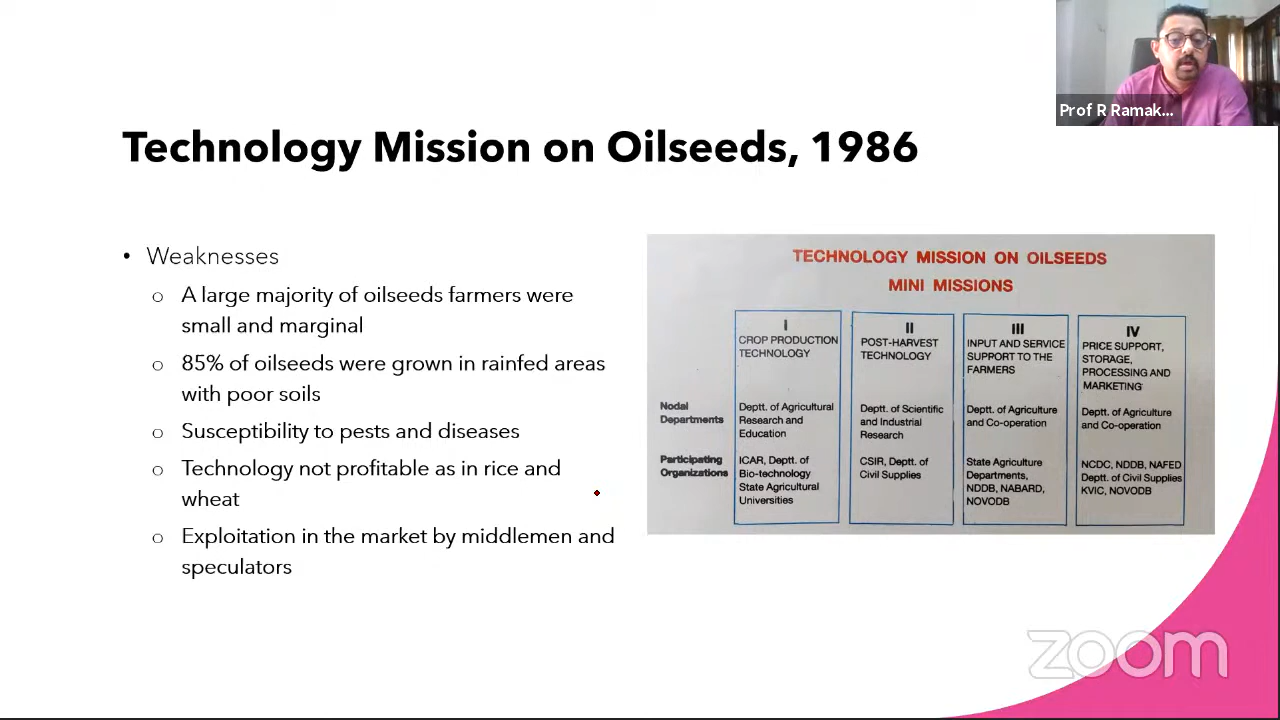 Prof R Ramak...
Technology Mission on Oilseeds, 1986
• Weaknesses
o A large majority of oilseeds farmers were
small and marginal
o 85% of oilseeds were grown in rainfed areas
with poor soils
o Susceptibility to pests and diseases
o Technology not profitable as in rice and
wheat
o Exploitation in the market by middlemen and
speculators
TECHNOLOGY MISSION ON OILSEEDS
MINI MISSIONS
I
CROP PRODUCTION
TECHNOLOGY
II
POST-HARVEST
TECHNOLOGY
III
INPUT AND SERVICE
SUPPORT TO THE
FARMERS
IV
PRICE SUPPORT,
STORAGE,
PROCESSING AND
MARKETING
Nodal
Departments
Deptt. of Agricultural
Research and
Education
Deptt. of Scientific
and Industrial
Research
Deptt. of Agriculture
and Co-operation
Deptt. of Agriculture
and Co-operation
Participating
Organizations
ICAR, Deptt. of
Bio-technology
State Agricultural
Universities
CSIR, Deptt. of
Civil Supplies
State Agriculture
Departments,
NDDB, NABARD,
NOVODB
NCDC, NDDB, NAFED
Deptt. of Civil Supplies
KVIC, NOVODB
zoom